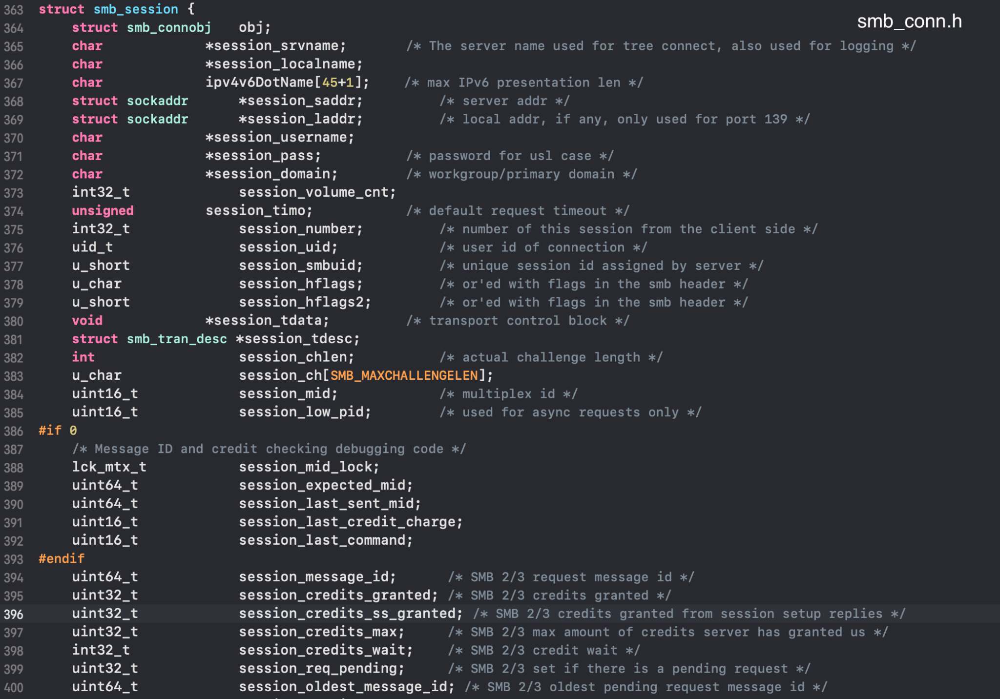 smb_conn.h
363 struct smb_session {
364 struct smb_connobj obj;
365 char *session_srvname; /* The server name used for tree connect, also used for logging */
366 char *session_localname;
367 char ipv4v6DotName[45+1]; /* max IPv6 presentation len */
368 struct sockaddr *session_saddr; /* server addr */
369 struct sockaddr *session_laddr; /* local addr, if any, only used for port 139 */
370 char *session_username;
371 char *session_pass; /* password for usl case */
372 char *session_domain; /* workgroup/primary domain */
373 int32_t session_volume_cnt;
374 unsigned session_timo; /* default request timeout */
375 int32_t session_number; /* number of this session from the client side */
376 uid_t session_uid; /* user id of connection */
377 u_short session_smbuid; /* unique session id assigned by server */
378 u_char session_hflags; /* or'ed with flags in the smb header */
379 u_short session_hflags2; /* or'ed with flags in the smb header */
380 void *session_tdata; /* transport control block */
381 struct smb_tran_desc *session_tdesc;
382 int session_chlen; /* actual challenge length */
383 u_char session_ch[SMB_MAXCHALLENGELEN];
384 uint16_t session_mid; /* multiplex id */
385 uint16_t session_low_pid; /* used for async requests only */
386 #if 0
387 /* Message ID and credit checking debugging code */
388 lck_mtx_t session_mid_lock;
389 uint64_t session_expected_mid;
390 uint64_t session_last_sent_mid;
391 uint16_t session_last_credit_charge;
392 uint16_t session_last_command;
393 #endif
394 uint64_t session_message_id; /* SMB 2/3 request message id */
395 uint32_t session_credits_granted; /* SMB 2/3 credits granted */
396 uint32_t session_credits_ss_granted; /* SMB 2/3 credits granted from session setup replies */
397 uint32_t session_credits_max; /* SMB 2/3 max amount of credits server has granted us */
398 int32_t session_credits_wait; /* SMB 2/3 credit wait */
399 uint32_t session_req_pending; /* SMB 2/3 set if there is a pending request */
400 uint64_t session_oldest_message_id; /* SMB 2/3 oldest pending request message id */